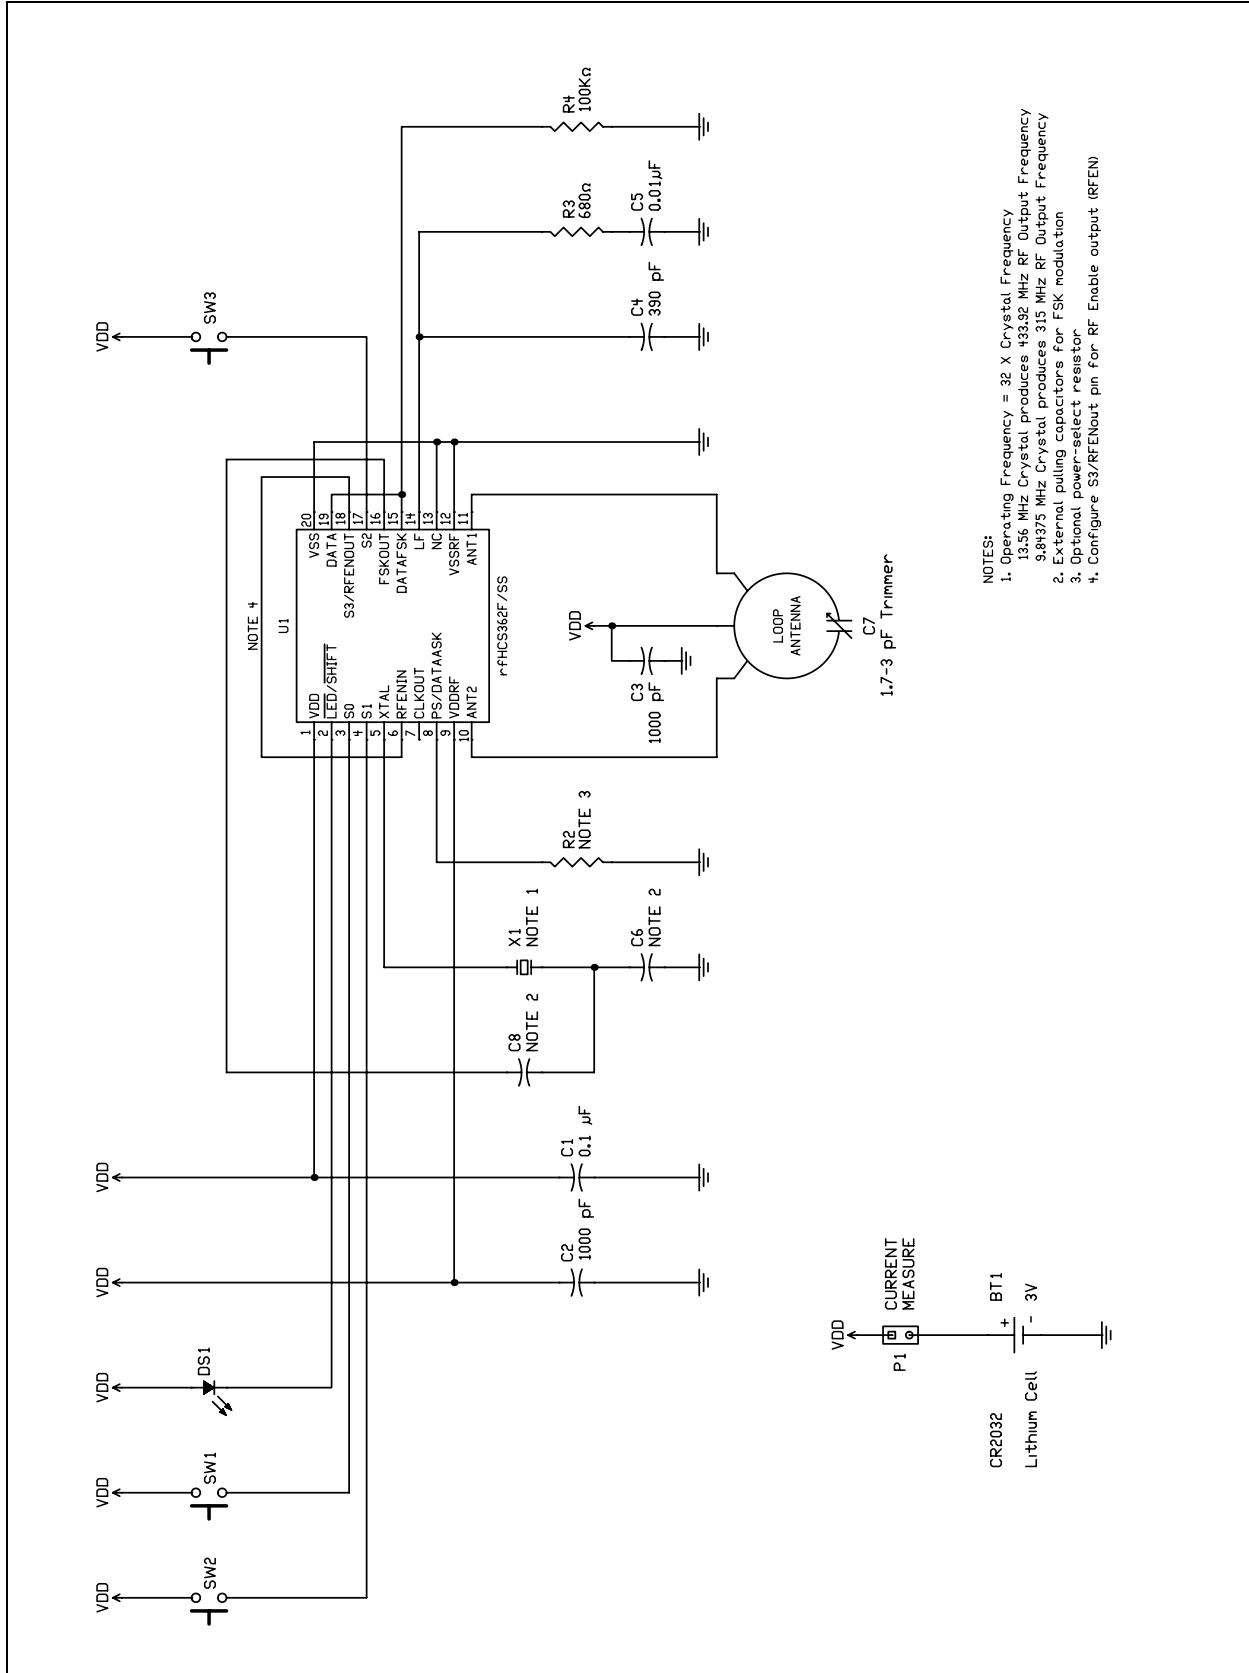 VDD
SW2
VDD
SW1
VDD
DS1
VDD
C2
1000 pF
VDD
C1
0.1 µF
C8
NOTE 2
X1
NOTE 1
C6
NOTE 2
R2
NOTE 3
NOTE 4
U1
1 VDD
2 LED/SHIFT
3 S0
4 S1
5 XTAL
6 RFENIN
7 CLKOUT
8 PS/DATAASK
9 VDDRF
10 ANT2
VSS 20
DATA 19
S3/RFENOUT 18
S2 17
FSKOUT 16
DATAFSK 15
LF 14
NC 13
VSSRF 12
ANT1 11
rfHCS362F/SS
VDD
C3
1000 pF
LOOP
ANTENNA
C7
1.7-3 pF Trimmer
VDD
SW3
C4
390 pF
R3
680Ω
C5
0.01µF
R4
100KΩ
VDD
P1
CURRENT
MEASURE
CR2032
Lithium Cell
+
BT1
-
3V
NOTES:
1. Operating Frequency = 32 X Crystal Frequency
13.56 MHz Crystal produces 433.92 MHz RF Output Frequency
9.84375 MHz Crystal produces 315 MHz RF Output Frequency
2. External pulling capacitors for FSK modulation
3. Optional power-select resistor
4. Configure S3/RFENout pin for RF Enable output (RFEN)